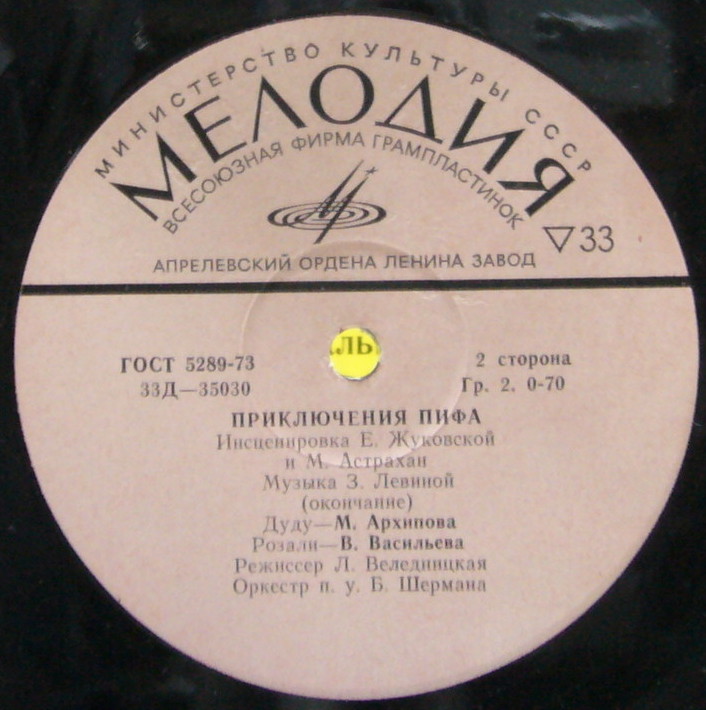 МИНИСТЕРСТВО КУЛЬТУРЫ СССР
МЕЛОДИЯ
ВСЕСОЮЗНАЯ ФИРМА ГРАМПЛАСТИНОК
33
АПРЕЛЕВСКИЙ ОРДЕНА ЛЕНИНА ЗАВОД
ЛЬ
ГОСТ 5289-73
2 сторона
33Д—35030
Гр. 2. 0-70
ПРИКЛЮЧЕНИЯ ПИФА
Инсценировка Е. Жуковской
и М. Астрахан
Музыка З. Левиной
(окончание)
Дуду—М. Архипова
Розали—В. Васильева
Режиссер Л. Веледницкая
Оркестр п. у. Б. Шермана